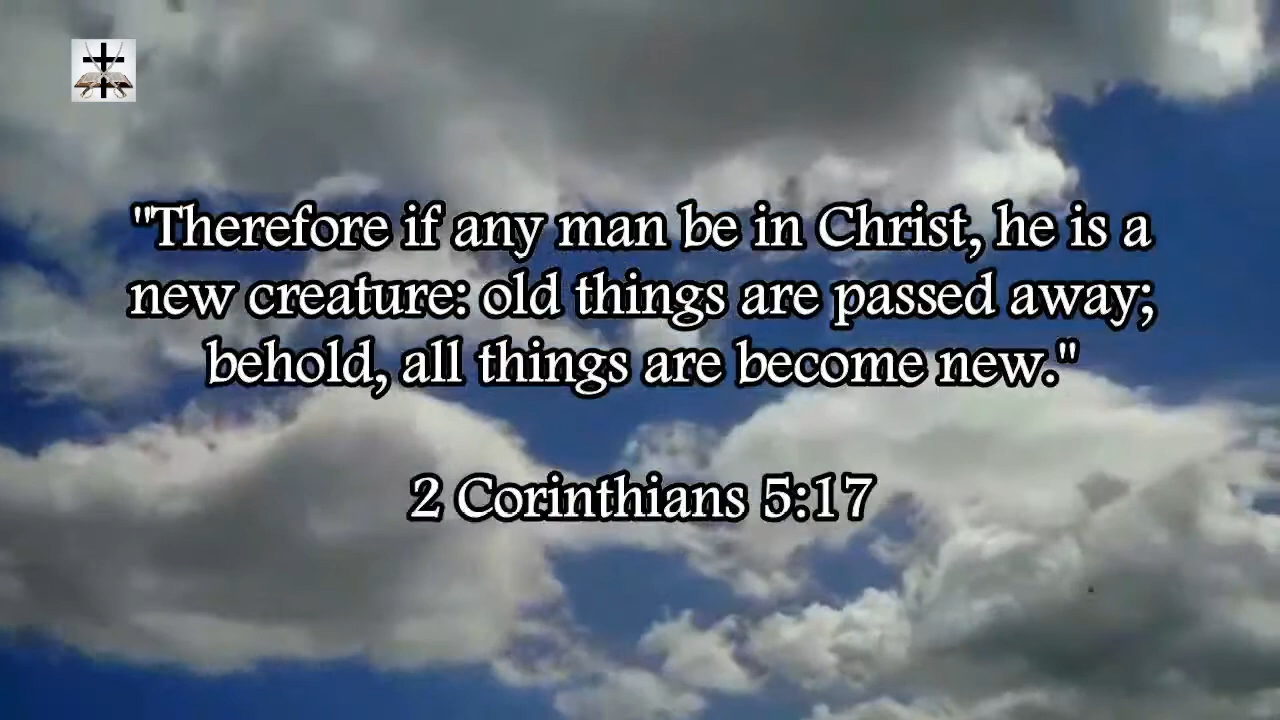 "Therefore if any man be in Christ, he is a
new creature: old things are passed away;
behold, all things are become new."
2 Corinthians 5:17